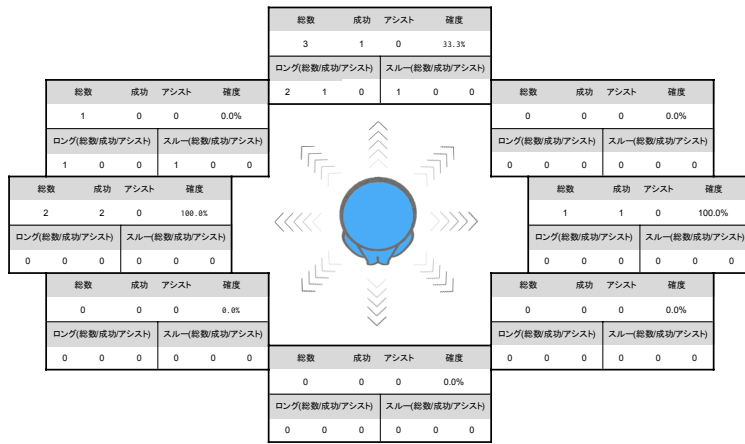 総数 成功 アシスト 確度
3 1 0 33.3%
ロング(総数/成功/アシスト) スルー(総数/成功/アシスト)
2 1 0 1 0 0
総数 成功 アシスト 確度
1 0 0 0.0%
ロング(総数/成功/アシスト) スルー(総数/成功/アシスト)
1 0 0 1 0 0
総数 成功 アシスト 確度
0 0 0 0.0%
ロング(総数/成功/アシスト) スルー(総数/成功/アシスト)
0 0 0 0 0 0
総数 成功 アシスト 確度
2 2 0 100.0%
ロング(総数/成功/アシスト) スルー(総数/成功/アシスト)
0 0 0 0 0 0
総数 成功 アシスト 確度
1 1 0 100.0%
ロング(総数/成功/アシスト) スルー(総数/成功/アシスト)
0 0 0 0 0 0
総数 成功 アシスト 確度
0 0 0 0.0%
ロング(総数/成功/アシスト) スルー(総数/成功/アシスト)
0 0 0 0 0 0
総数 成功 アシスト 確度
0 0 0 0.0%
ロング(総数/成功/アシスト) スルー(総数/成功/アシスト)
0 0 0 0 0 0
総数 成功 アシスト 確度
0 0 0 0.0%
ロング(総数/成功/アシスト) スルー(総数/成功/アシスト)
0 0 0 0 0 0